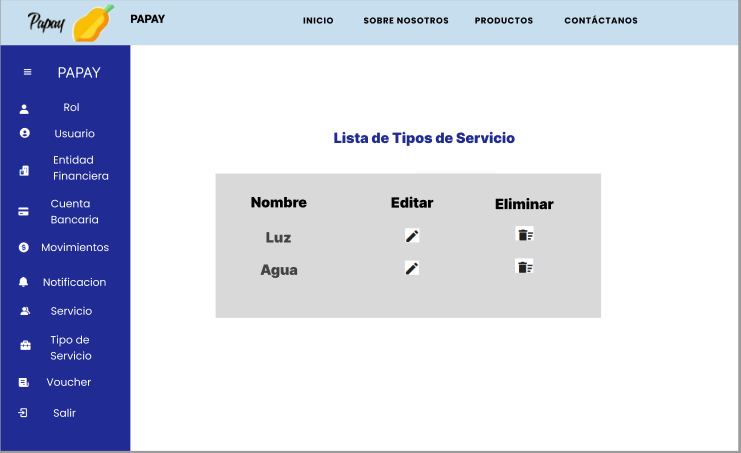 Papay
PAPAY
INICIO
SOBRE NOSOTROS
PRODUCTOS
CONTÁCTANOS
PAPAY
Rol
Usuario
Entidad
Financiera
Cuenta
Bancaria
Movimientos
Notificacion
Servicio
Tipo de
Servicio
Voucher
Salir
Lista de Tipos de Servicio
Nombre Editar Eliminar
Luz
Agua